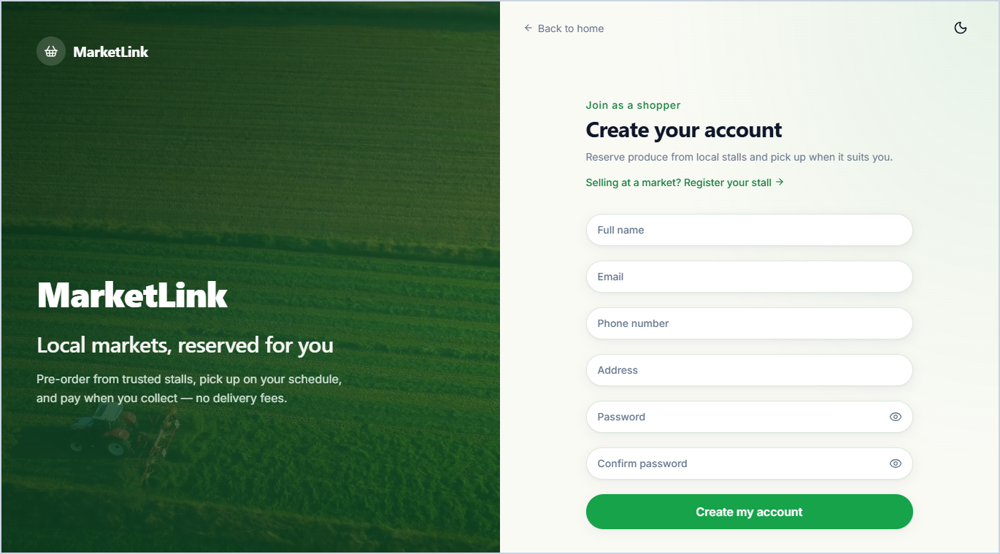 MarketLink
MarketLink
Local markets, reserved for you
Pre-order from trusted stalls, pick up on your schedule,
and pay when you collect — no delivery fees.
Back to home
Join as a shopper
Create your account
Reserve produce from local stalls and pick up when it suits you.
Selling at a market? Register your stall →
Full name
Email
Phone number
Address
Password
Confirm password
Create my account